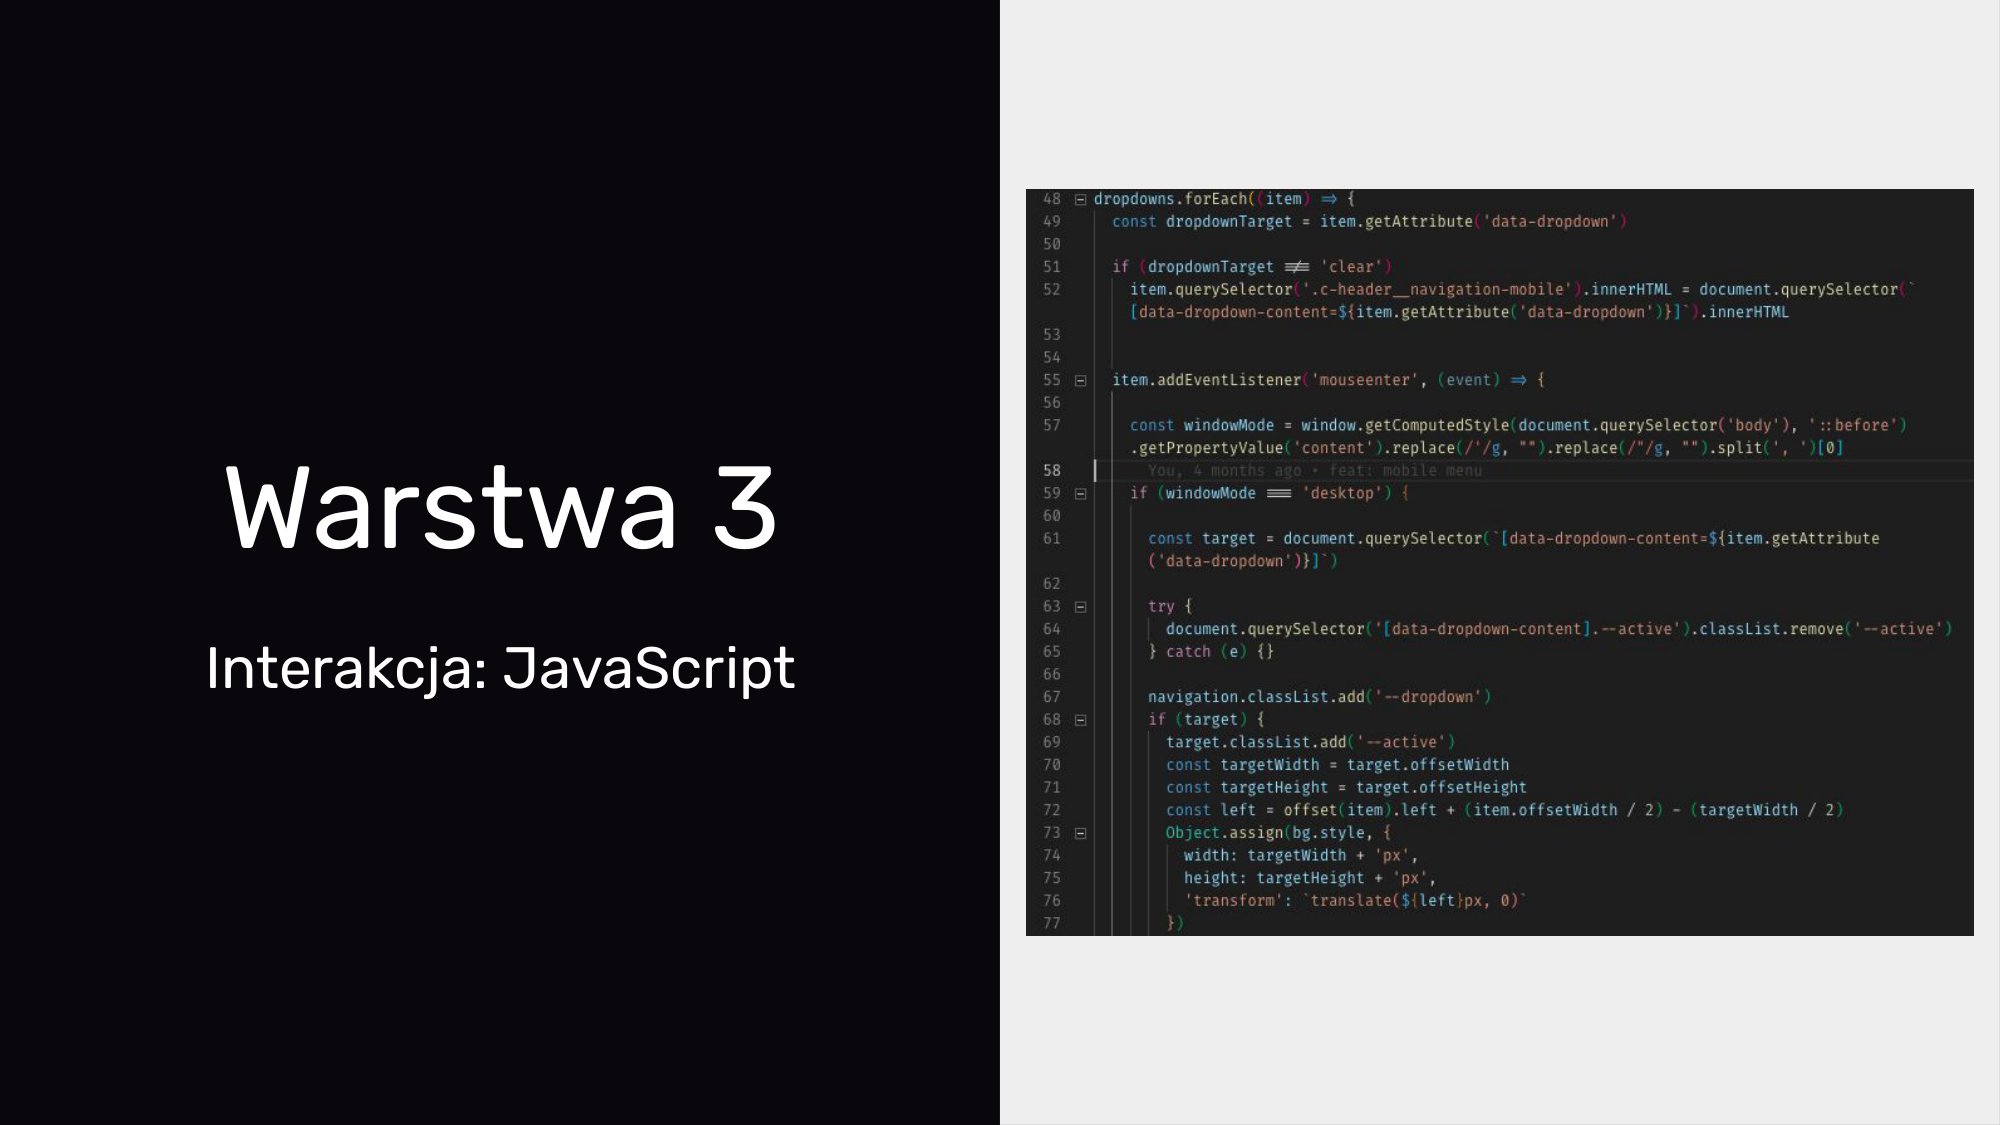 Warstwa 3
Interakcja: JavaScript
48 dropdowns.forEach((item) => {
49 const dropdownTarget = item.getAttribute('data-dropdown')
50
51 if (dropdownTarget !== 'clear')
52 item.querySelector('.c-header__navigation-mobile').innerHTML = document.querySelector(`
[data-dropdown-content=${item.getAttribute('data-dropdown')}]`).innerHTML
53
54
55 item.addEventListener('mouseenter', (event) => {
56
57 const windowMode = window.getComputedStyle(document.querySelector('body'), '::before')
.getPropertyValue('content').replace(/'/g, "").replace(/"/g, "").split(', ')[0]
58 You, 4 months ago • feat: mobile menu
59 if (windowMode === 'desktop') {
60
61 const target = document.querySelector(`[data-dropdown-content=${item.getAttribute
('data-dropdown')}]`)
62
63 try {
64 document.querySelector('[data-dropdown-content].--active').classList.remove('--active')
65 } catch (e) {}
66
67 navigation.classList.add('--dropdown')
68 if (target) {
69 target.classList.add('--active')
70 const targetWidth = target.offsetWidth
71 const targetHeight = target.offsetHeight
72 const left = offset(item).left + (item.offsetWidth / 2) - (targetWidth / 2)
73 Object.assign(bg.style, {
74 width: targetWidth + 'px',
75 height: targetHeight + 'px',
76 'transform': `translate(${left}px, 0)`
77 })